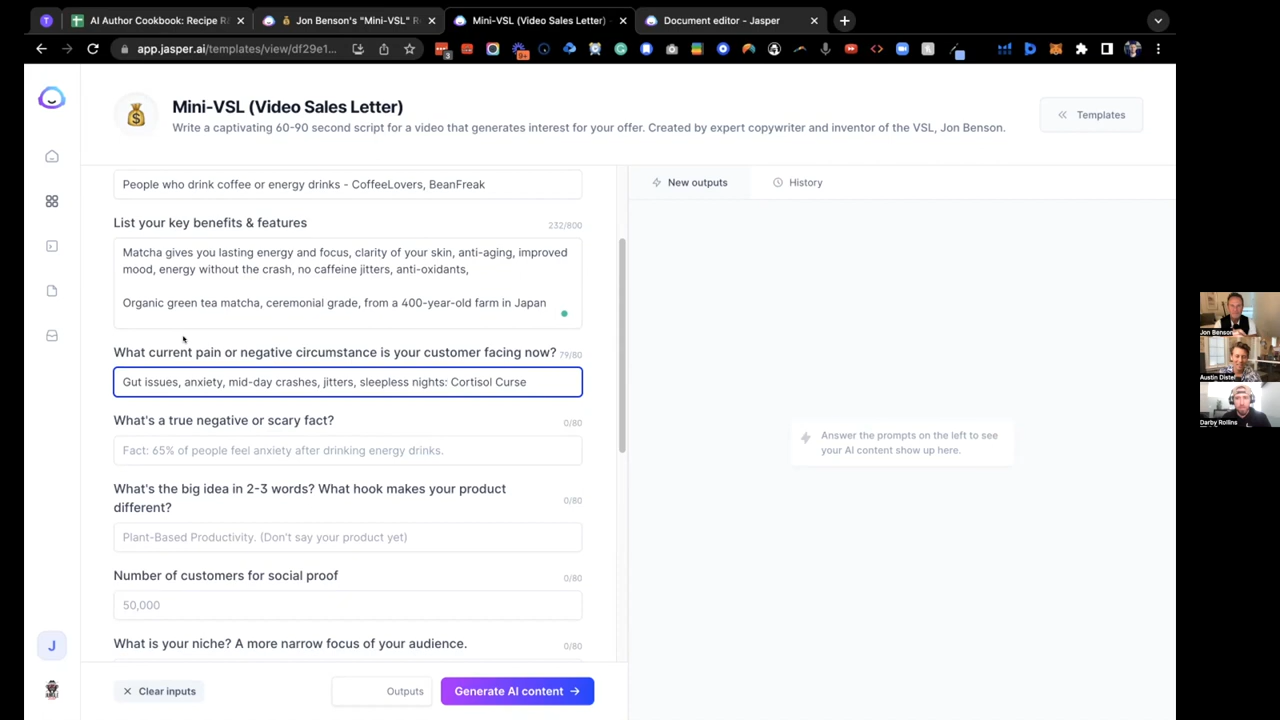 T
AI Author Cookbook: Recipe R
Jon Benson's "Mini-VSL" R
Mini-VSL (Video Sales Letter)
Document editor - Jasper
app.jasper.ai/templates/view/df29e1...
3
9+
Mini-VSL (Video Sales Letter)
Write a captivating 60-90 second script for a video that generates interest for your offer. Created by expert copywriter and inventor of the VSL, Jon Benson.
Templates
People who drink coffee or energy drinks - CoffeeLovers, BeanFreak
New outputs
History
List your key benefits & features
232/800
Matcha gives you lasting energy and focus, clarity of your skin, anti-aging, improved
mood, energy without the crash, no caffeine jitters, anti-oxidants,
Organic green tea matcha, ceremonial grade, from a 400-year-old farm in Japan
What current pain or negative circumstance is your customer facing now?
79/80
Gut issues, anxiety, mid-day crashes, jitters, sleepless nights: Cortisol Curse
What's a true negative or scary fact?
0/80
Fact: 65% of people feel anxiety after drinking energy drinks.
What's the big idea in 2-3 words? What hook makes your product
different?
0/80
Plant-Based Productivity. (Don't say your product yet)
Number of customers for social proof
0/80
50,000
What is your niche? A more narrow focus of your audience.
0/80
Clear inputs
Outputs
Generate AI content
Answer the prompts on the left to see
your AI content show up here.
J
Jon Benson
Austin Distel
Darby Rollins